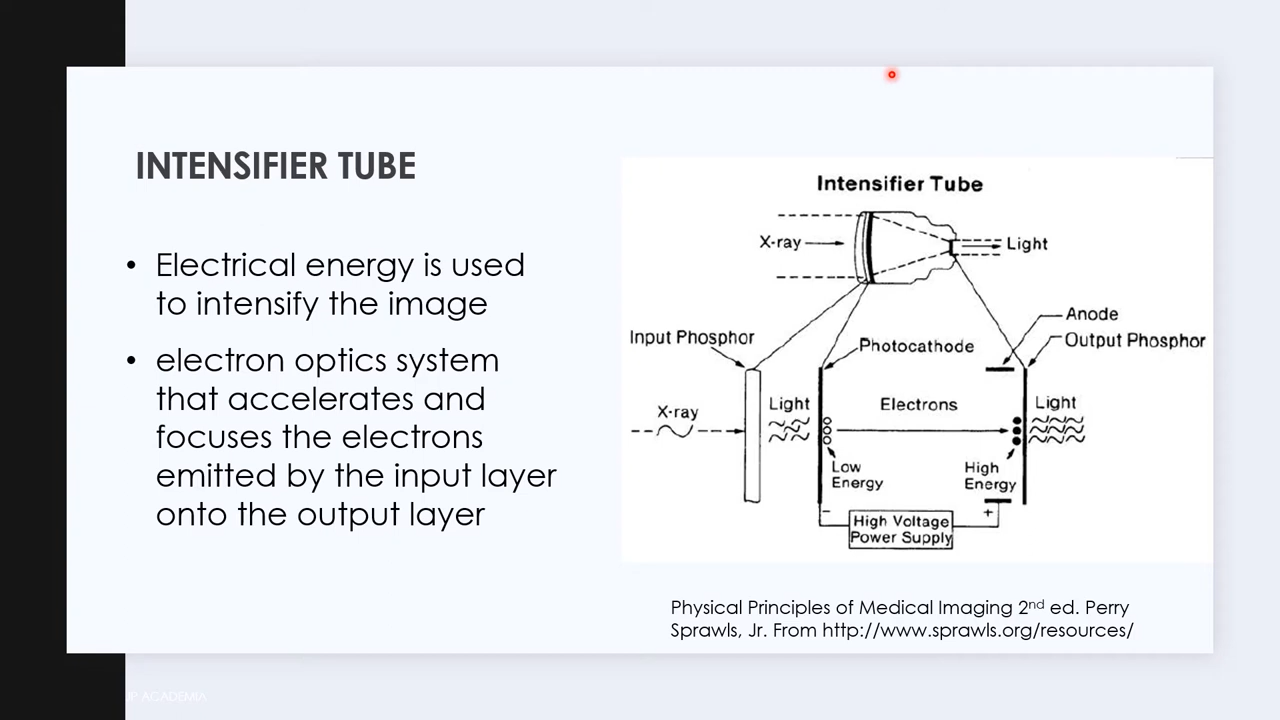 INTENSIFIER TUBE
• Electrical energy is used
to intensify the image
• electron optics system
that accelerates and
focuses the electrons
emitted by the input layer
onto the output layer
Intensifier Tube
X-ray
Light
Anode
Input Phosphor
Output Phosphor
Photocathode
X-ray
Light
Electrons
Light
Low
Energy
High
Energy
-
+
High Voltage
Power Supply
Physical Principles of Medical Imaging 2nd ed. Perry
Sprawls, Jr. From http://www.sprawls.org/resources/
ACADEMIA